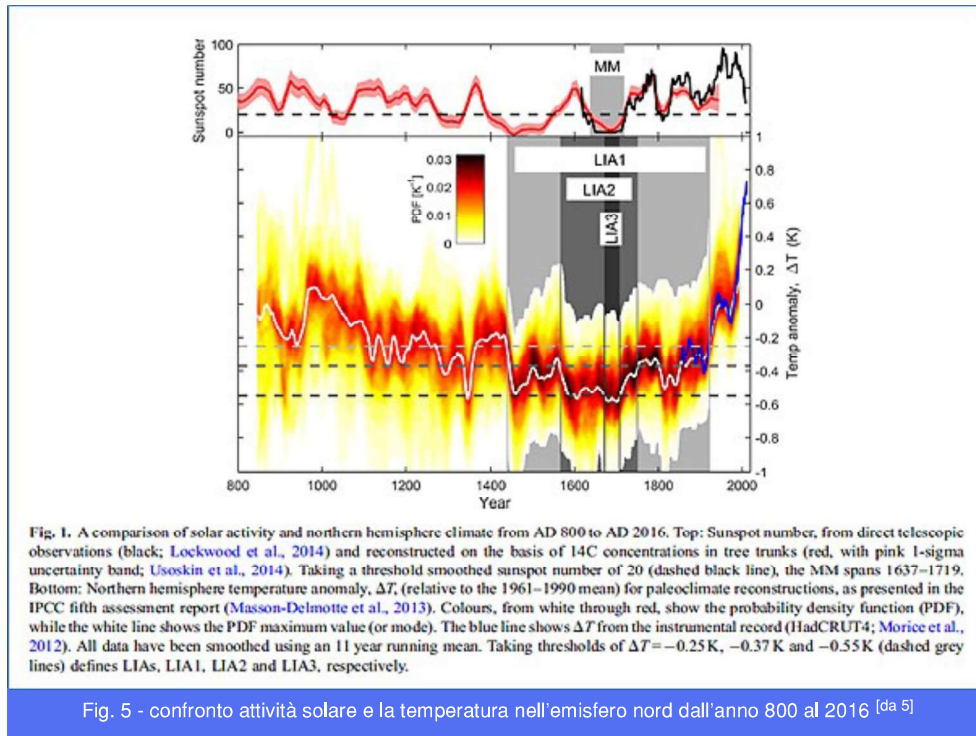 100
50
0
Sunspot number
MM
1
0.8
0.6
0.4
0.2
0
-0.2
-0.4
-0.6
-0.8
-1
Temp anomaly, ΔT (K)
0.03
0.02
0.01
0
PDF [K⁻¹]
LIA1
LIA2
LIA3
800 1000 1200 1400 1600 1800 2000
Year
Fig. 1. A comparison of solar activity and northern hemisphere climate from AD 800 to AD 2016. Top: Sunspot number, from direct telescopic
observations (black; Lockwood et al., 2014) and reconstructed on the basis of 14C concentrations in tree trunks (red, with pink 1-sigma
uncertainty band; Usoskin et al., 2014). Taking a threshold smoothed sunspot number of 20 (dashed black line), the MM spans 1637–1719.
Bottom: Northern hemisphere temperature anomaly, ΔT, (relative to the 1961–1990 mean) for paleoclimate reconstructions, as presented in the
IPCC fifth assessment report (Masson-Delmotte et al., 2013). Colours, from white through red, show the probability density function (PDF),
while the white line shows the PDF maximum value (or mode). The blue line shows ΔT from the instrumental record (HadCRUT4; Morice et al.,
2012). All data have been smoothed using an 11 year running mean. Taking thresholds of ΔT=−0.25K, −0.37K and −0.55K (dashed grey
lines) defines LIAs, LIA1, LIA2 and LIA3, respectively.
Fig. 5 - confronto attività solare e la temperatura nell'emisfero nord dall'anno 800 al 2016 [da 5]